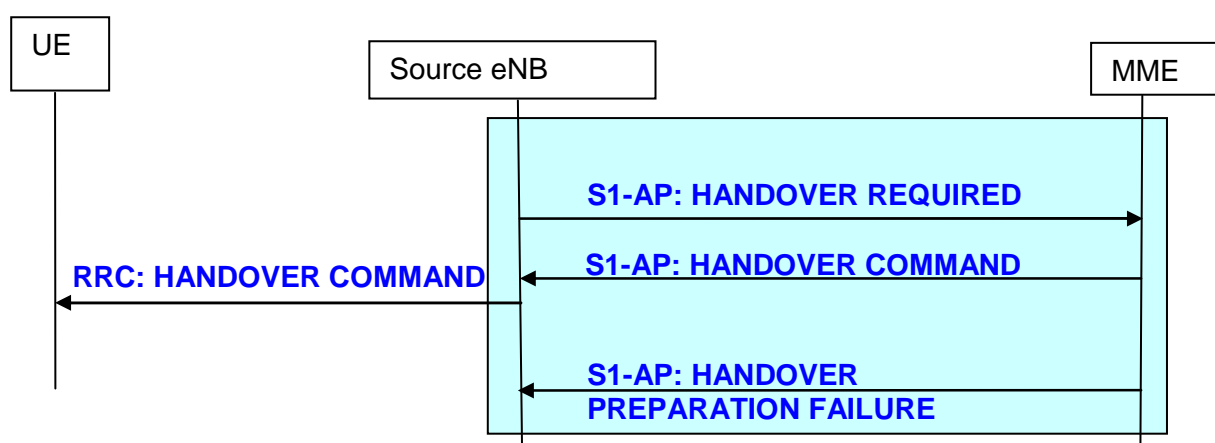 UE
Source eNB
MME
S1-AP: HANDOVER REQUIRED
S1-AP: HANDOVER COMMAND
RRC: HANDOVER COMMAND
S1-AP: HANDOVER
PREPARATION FAILURE